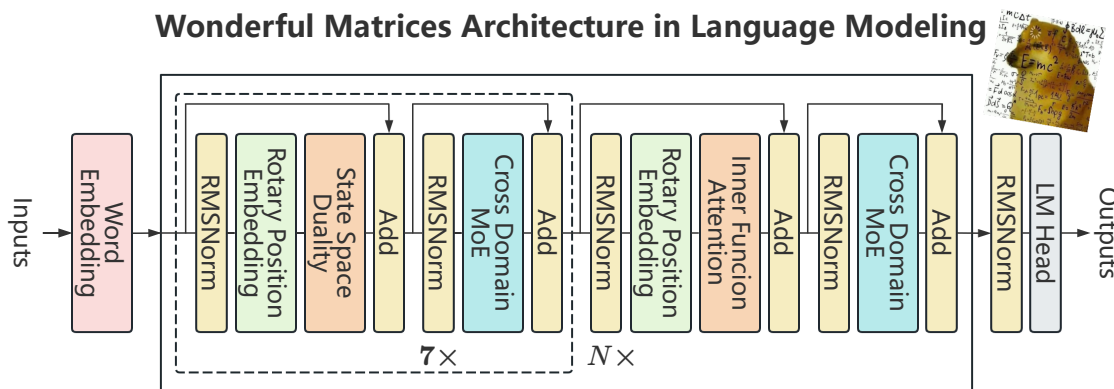 Wonderful Matrices Architecture in Language Modeling
Inputs
Word
Embedding
RMSNorm
Rotary Position
Embedding
State Space
Duality
Add
RMSNorm
Cross Domain
MoE
Add
7×
RMSNorm
Rotary Position
Embedding
Inner Funcion
Attention
Add
RMSNorm
Cross Domain
MoE
Add
N×
RMSNorm
LM Head
Outputs
E=mc²